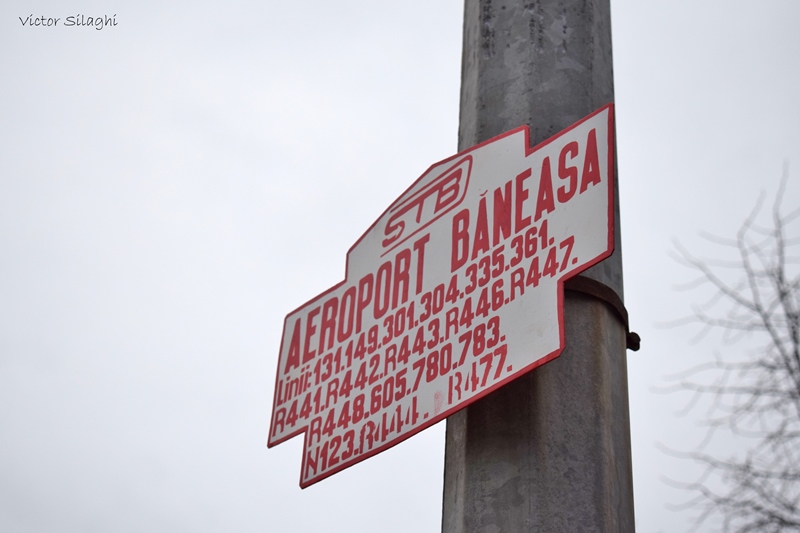 Victor Silaghi
STB
AEROPORT BĂNEASA
Linii:131.149.301.304.335.361.
R441.R442.R443.R446.R447.
R448.605.780.783.
N123.R444. R477.